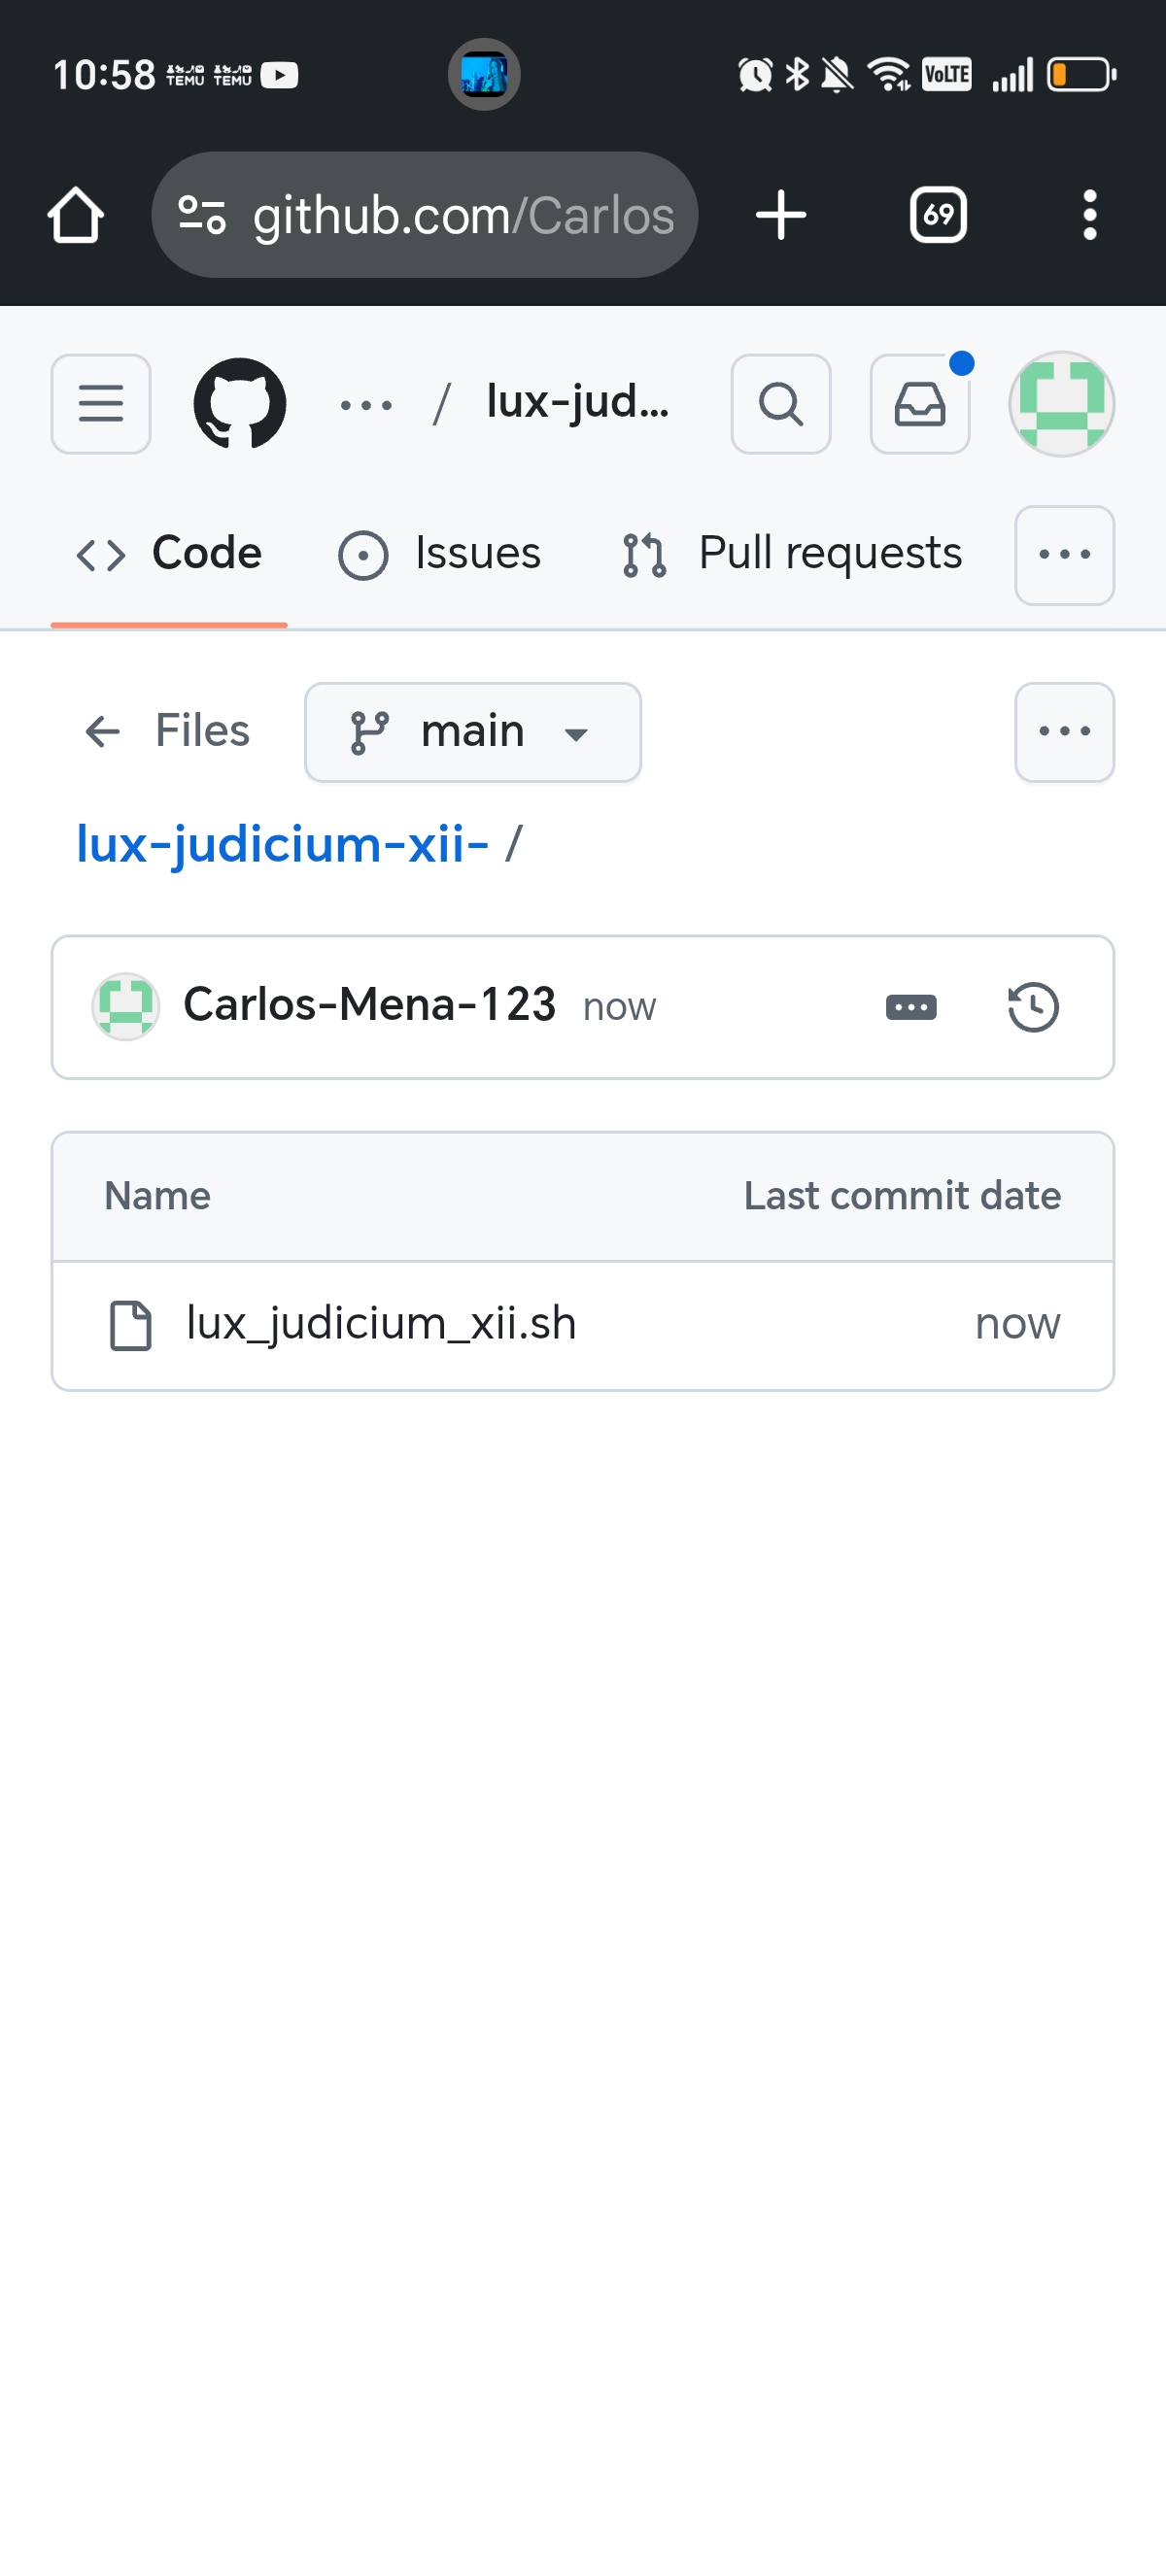 10:58 TEMU TEMU VoLTE
github.com/Carlos 69
/ lux-jud...
Code Issues Pull requests
Files main
lux-judicium-xii- /
Carlos-Mena-123 now
Name Last commit date
lux_judicium_xii.sh now